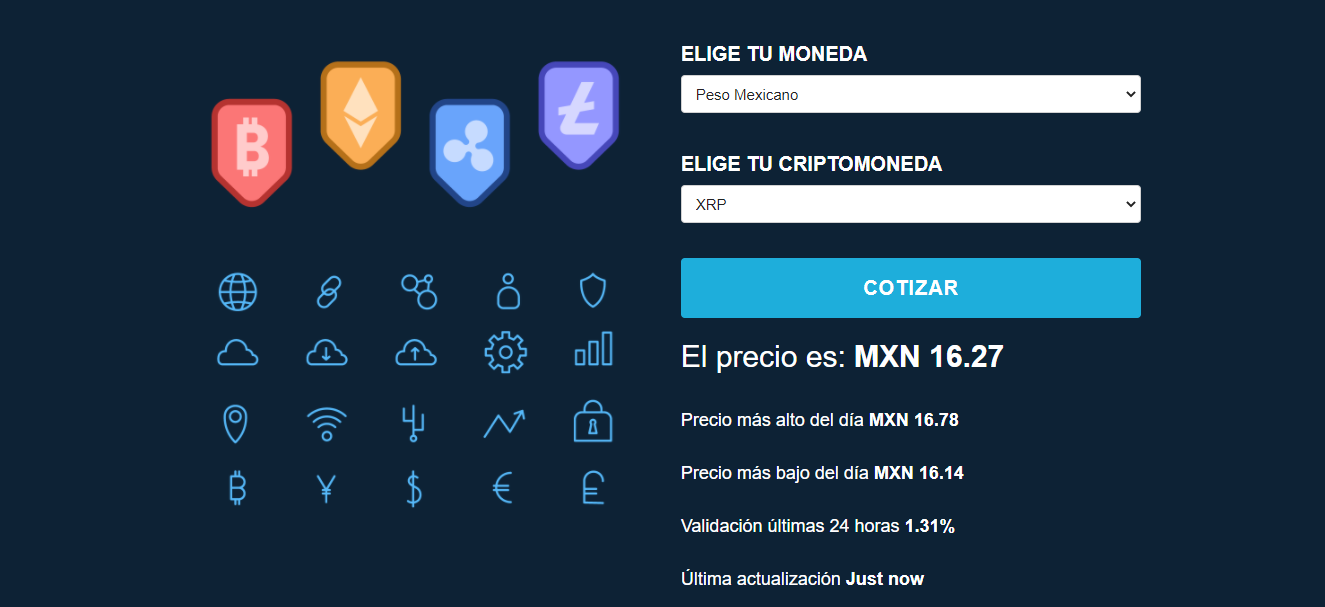 ELIGE TU MONEDA
Peso Mexicano
ELIGE TU CRIPTOMONEDA
XRP
COTIZAR
El precio es: MXN 16.27
Precio más alto del día MXN 16.78
Precio más bajo del día MXN 16.14
Validación últimas 24 horas 1.31%
Última actualización Just now